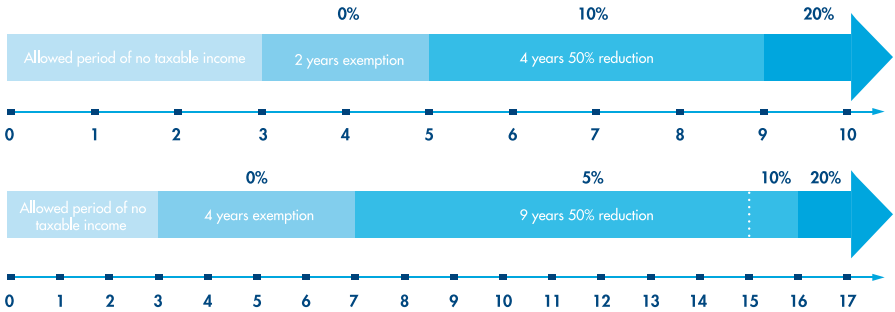 0% 10% 20%
Allowed period of no taxable income 2 years exemption 4 years 50% reduction
0 1 2 3 4 5 6 7 8 9 10
0% 5% 10% 20%
Allowed period of no
taxable income
4 years exemption 9 years 50% reduction
0 1 2 3 4 5 6 7 8 9 10 11 12 13 14 15 16 17